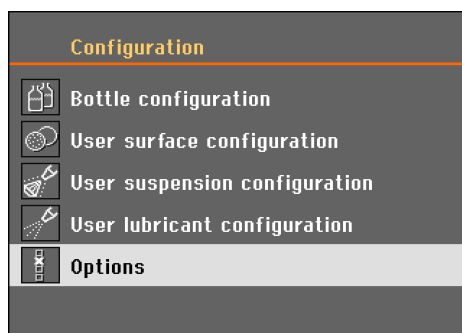 Configuration
Bottle configuration
User surface configuration
User suspension configuration
User lubricant configuration
Options